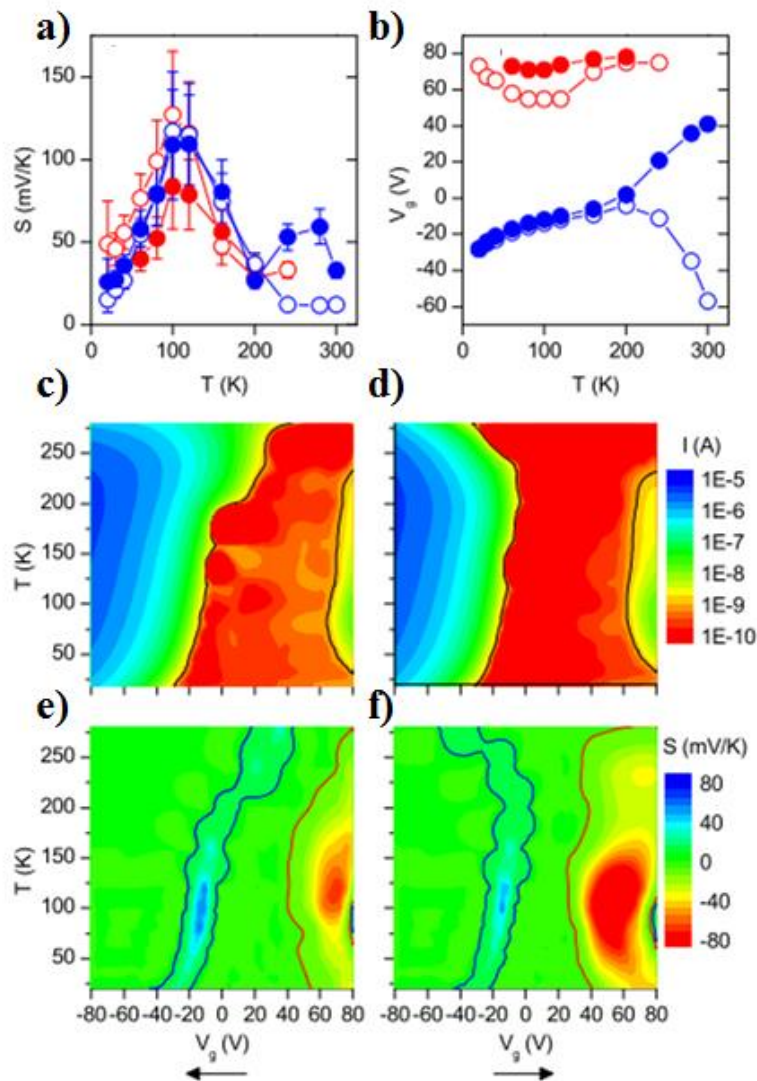 a)
b)
S (mV/K)
150
100
50
0
0
100
200
300
T (K)
V_g (V)
80
60
40
20
0
-20
-40
-60
0
100
200
300
T (K)
c)
d)
T (K)
250
200
150
100
50
I (A)
1E-5
1E-6
1E-7
1E-8
1E-9
1E-10
e)
f)
T (K)
250
200
150
100
50
-80 -60 -40 -20 0 20 40 60 80
V_g (V)
-80 -60 -40 -20 0 20 40 60 80
V_g (V)
S (mV/K)
80
40
0
-40
-80